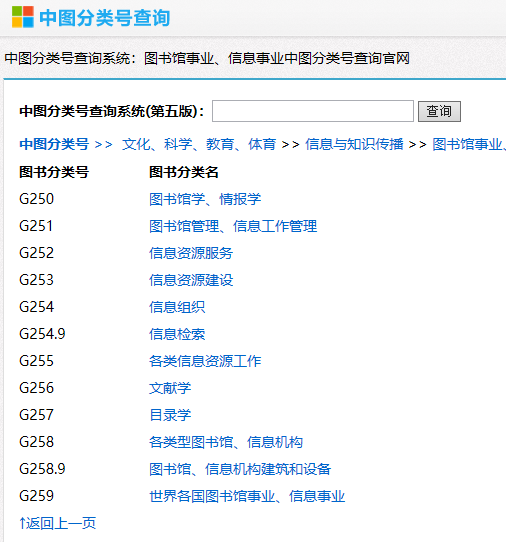 中图分类号查询
中图分类号查询系统：图书馆事业、信息事业中图分类号查询官网
中图分类号查询系统(第五版)： 查询
中图分类号 >> 文化、科学、教育、体育 >> 信息与知识传播 >> 图书馆事业、
图书分类号 图书分类名
G250 图书馆学、情报学
G251 图书馆管理、信息工作管理
G252 信息资源服务
G253 信息资源建设
G254 信息组织
G254.9 信息检索
G255 各类信息资源工作
G256 文献学
G257 目录学
G258 各类型图书馆、信息机构
G258.9 图书馆、信息机构建筑和设备
G259 世界各国图书馆事业、信息事业
↑返回上一页